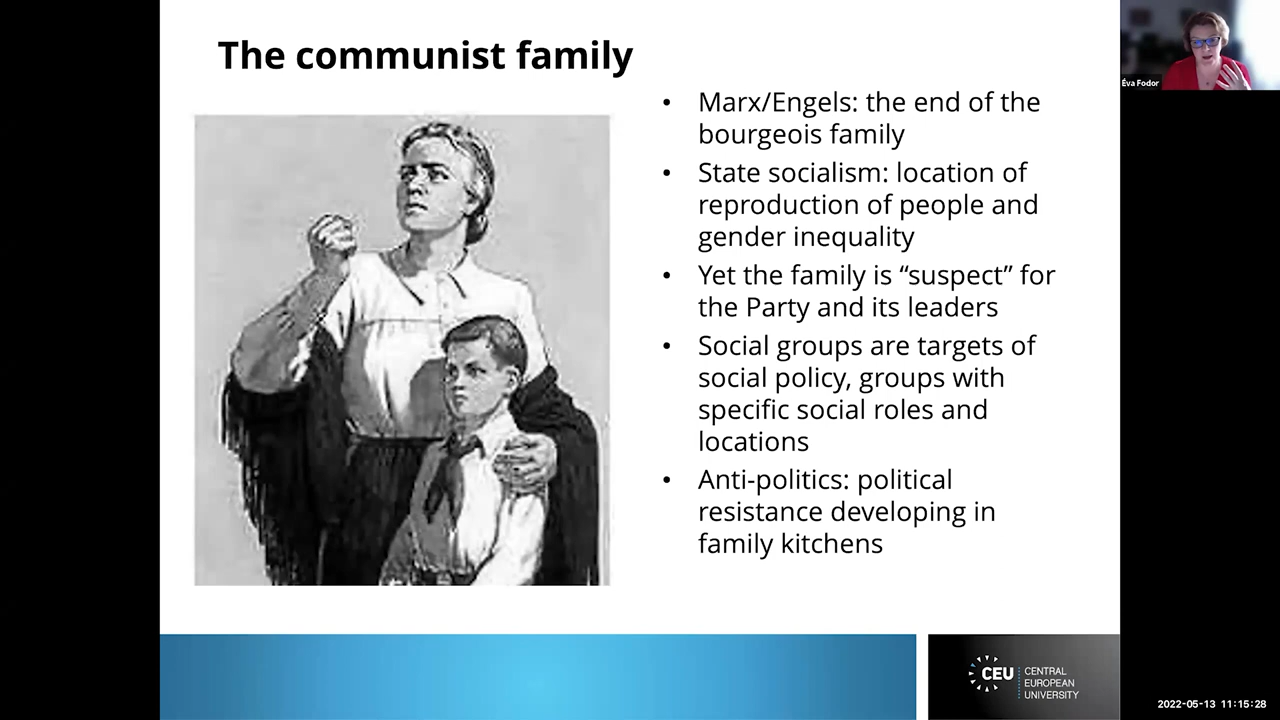 The communist family
• Marx/Engels: the end of the
bourgeois family
• State socialism: location of
reproduction of people and
gender inequality
• Yet the family is “suspect” for
the Party and its leaders
• Social groups are targets of
social policy, groups with
specific social roles and
locations
• Anti-politics: political
resistance developing in
family kitchens
Éva Fodor
CEU
CENTRAL
EUROPEAN
UNIVERSITY
2022-05-13 11:15:28